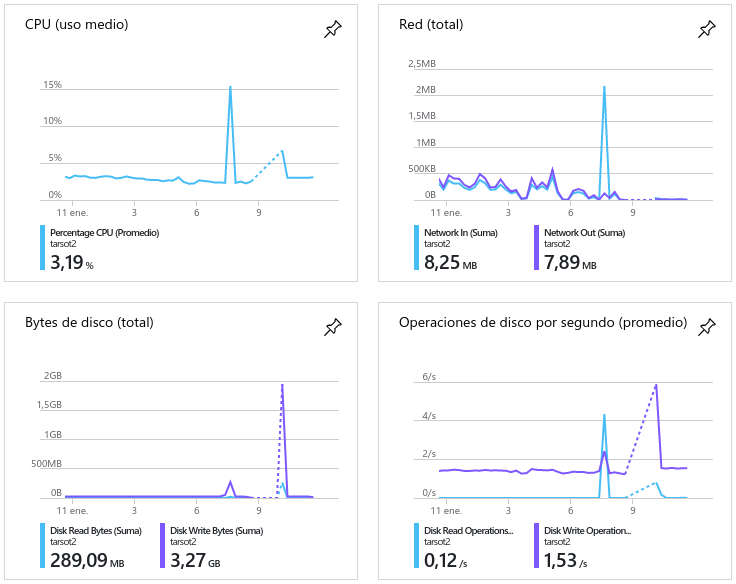 CPU (uso medio)
15%
10%
5%
0%
11 ene.
3
6
9
Percentage CPU (Promedio)
tarsot2
3,19 %
Red (total)
2,5MB
2MB
1,5MB
1MB
500KB
0B
11 ene.
3
6
9
Network In (Suma)
tarsot2
8,25 MB
Network Out (Suma)
tarsot2
7,89 MB
Bytes de disco (total)
2GB
1,5GB
1GB
500MB
0B
11 ene.
3
6
9
Disk Read Bytes (Suma)
tarsot2
289,09 MB
Disk Write Bytes (Suma)
tarsot2
3,27 GB
Operaciones de disco por segundo (promedio)
6/s
4/s
2/s
0/s
11 ene.
3
6
9
Disk Read Operations...
tarsot2
0,12 /s
Disk Write Operation...
tarsot2
1,53 /s